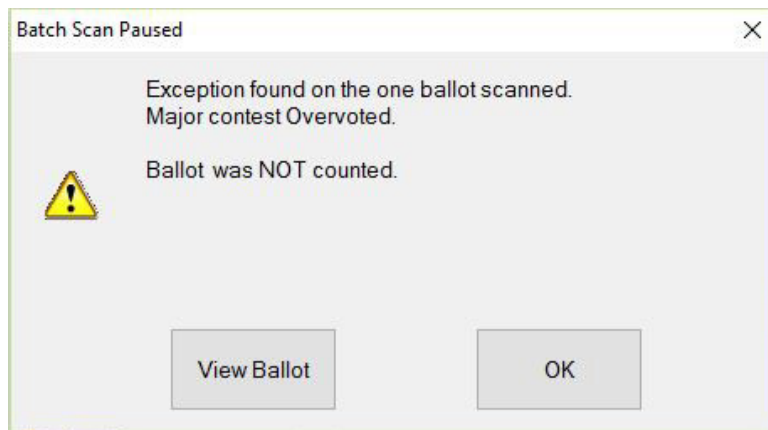 Batch Scan Paused
Exception found on the one ballot scanned.
Major contest Overvoted.
Ballot was NOT counted.
View Ballot
OK